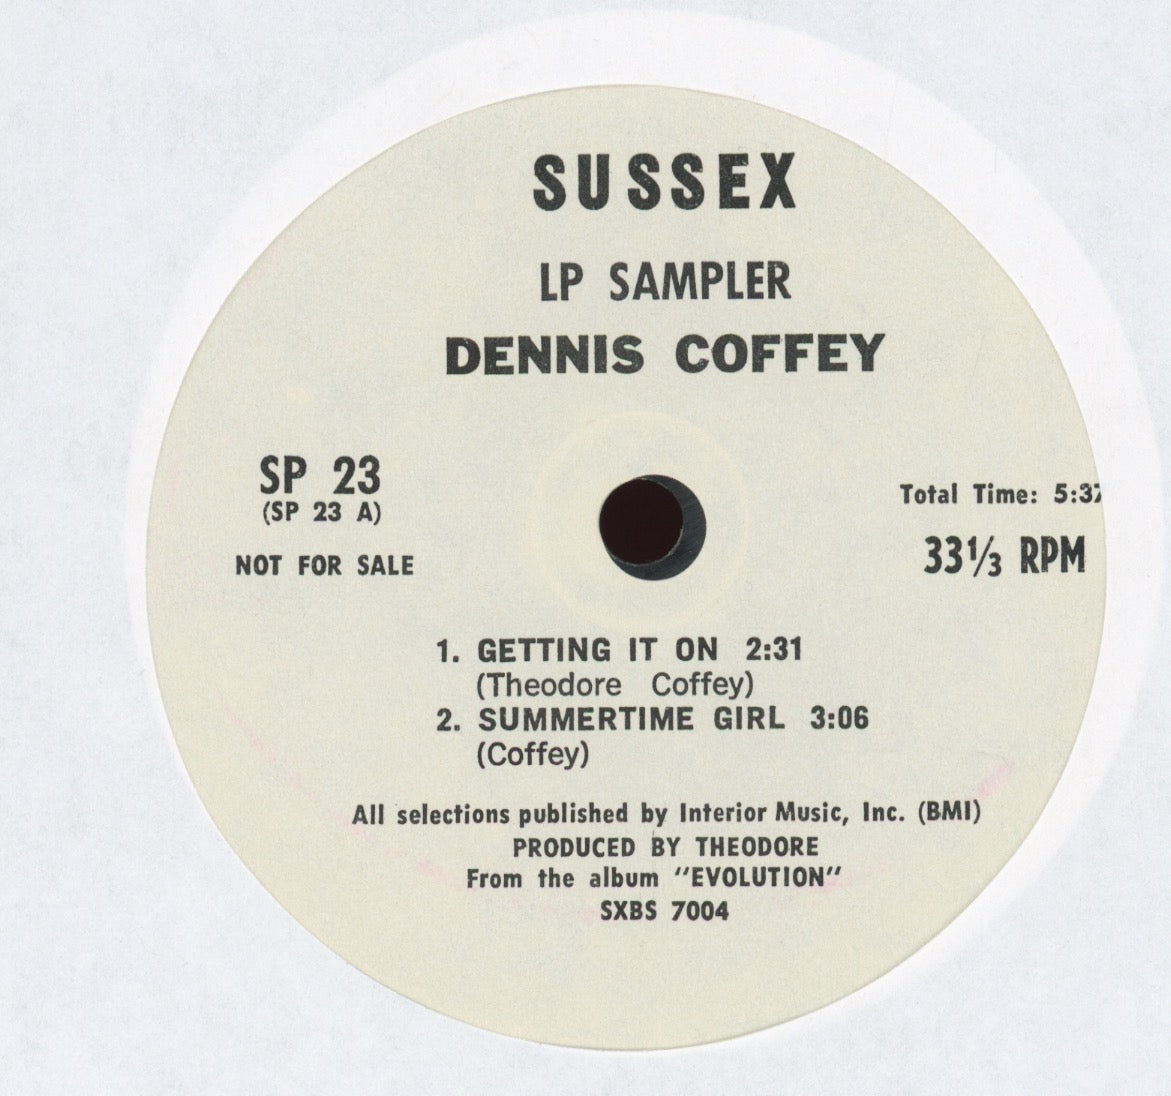 SUSSEX
LP SAMPLER
DENNIS COFFEY
SP 23
(SP 23 A)
NOT FOR SALE
Total Time: 5:37
33⅓ RPM
1. GETTING IT ON 2:31
(Theodore Coffey)
2. SUMMERTIME GIRL 3:06
(Coffey)
All selections published by Interior Music, Inc. (BMI)
PRODUCED BY THEODORE
From the album "EVOLUTION"
SXBS 7004